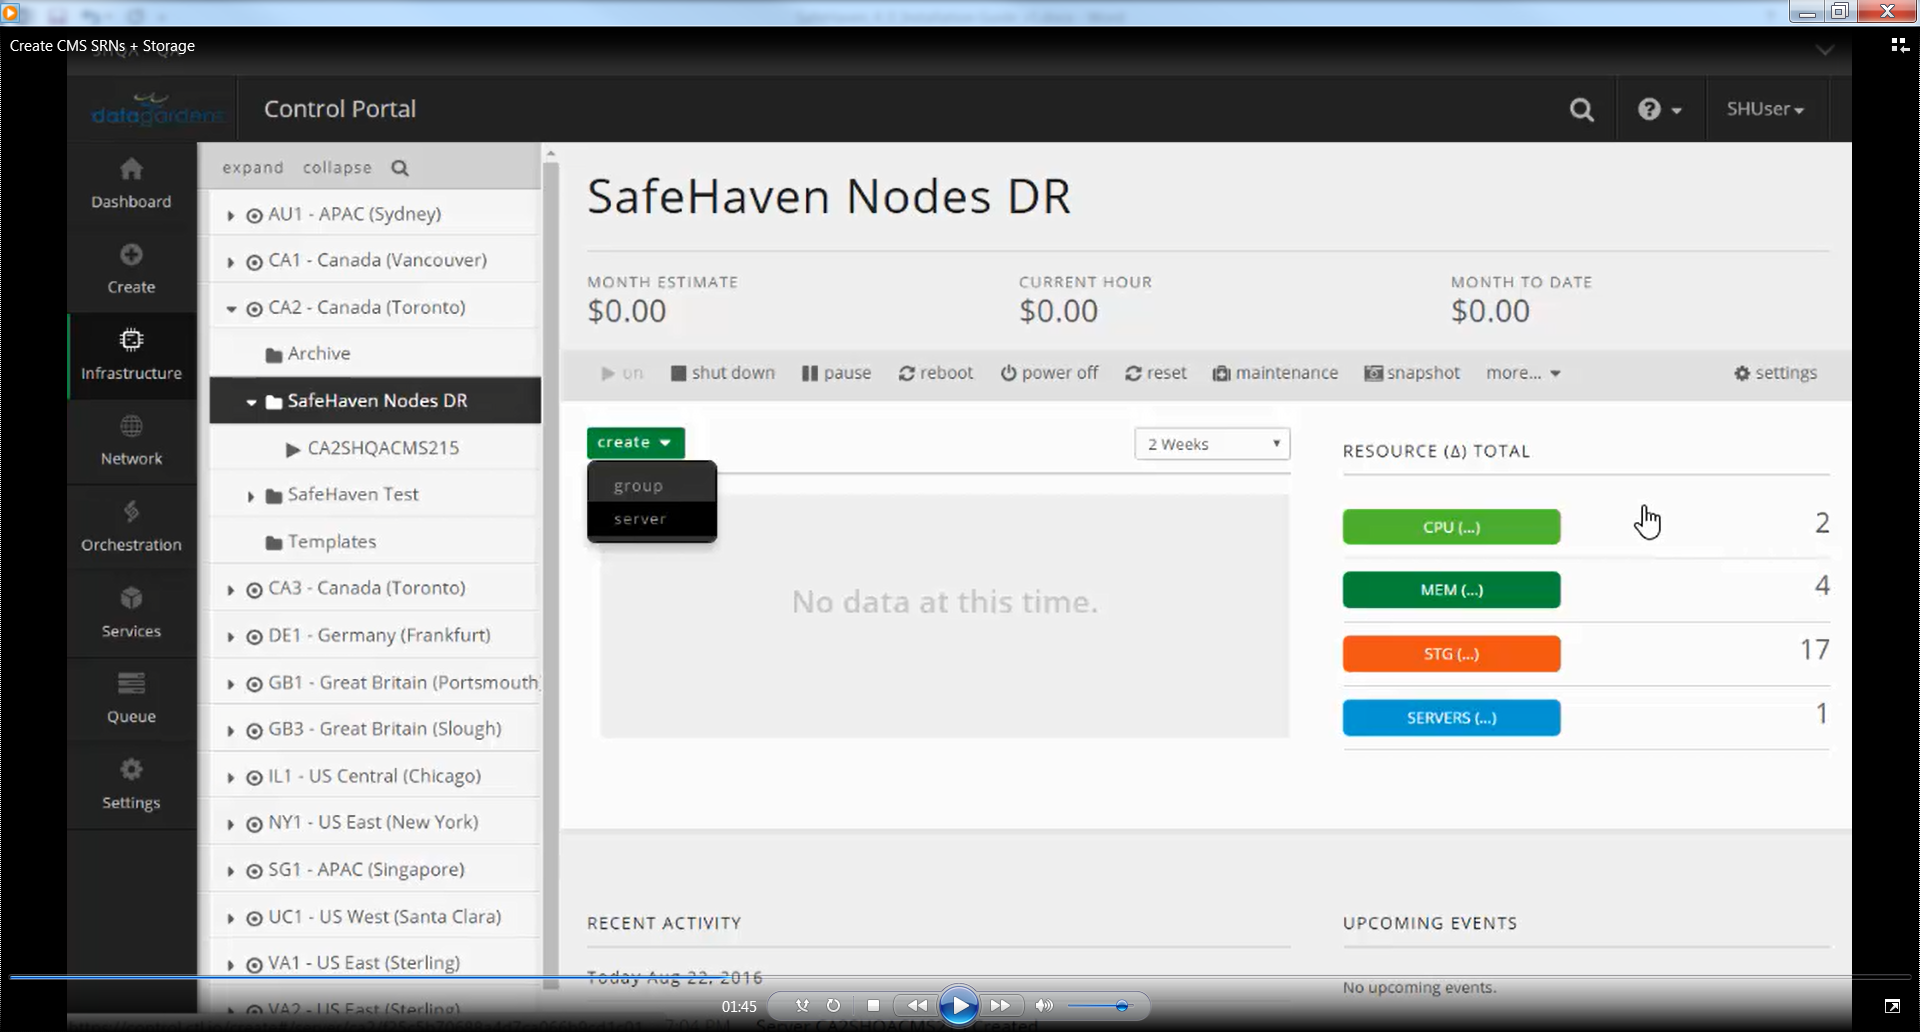 Create CMS SRNs + Storage
datagardens
Control Portal
SHUser
Dashboard
Create
Infrastructure
Network
Orchestration
Services
Queue
Settings
expand collapse
AU1 - APAC (Sydney)
CA1 - Canada (Vancouver)
CA2 - Canada (Toronto)
Archive
SafeHaven Nodes DR
CA2SHQACMS215
SafeHaven Test
Templates
CA3 - Canada (Toronto)
DE1 - Germany (Frankfurt)
GB1 - Great Britain (Portsmouth)
GB3 - Great Britain (Slough)
IL1 - US Central (Chicago)
NY1 - US East (New York)
SG1 - APAC (Singapore)
UC1 - US West (Santa Clara)
VA1 - US East (Sterling)
VA2 - US East (Sterling)
SafeHaven Nodes DR
MONTH ESTIMATE
$0.00
CURRENT HOUR
$0.00
MONTH TO DATE
$0.00
on shut down pause reboot power off reset maintenance snapshot more... settings
create
group
server
2 Weeks
No data at this time.
RESOURCE (Δ) TOTAL
CPU (...) 2
MEM (...) 4
STG (...) 17
SERVERS (...) 1
RECENT ACTIVITY
Today Aug 22, 2016
UPCOMING EVENTS
No upcoming events.
01:45